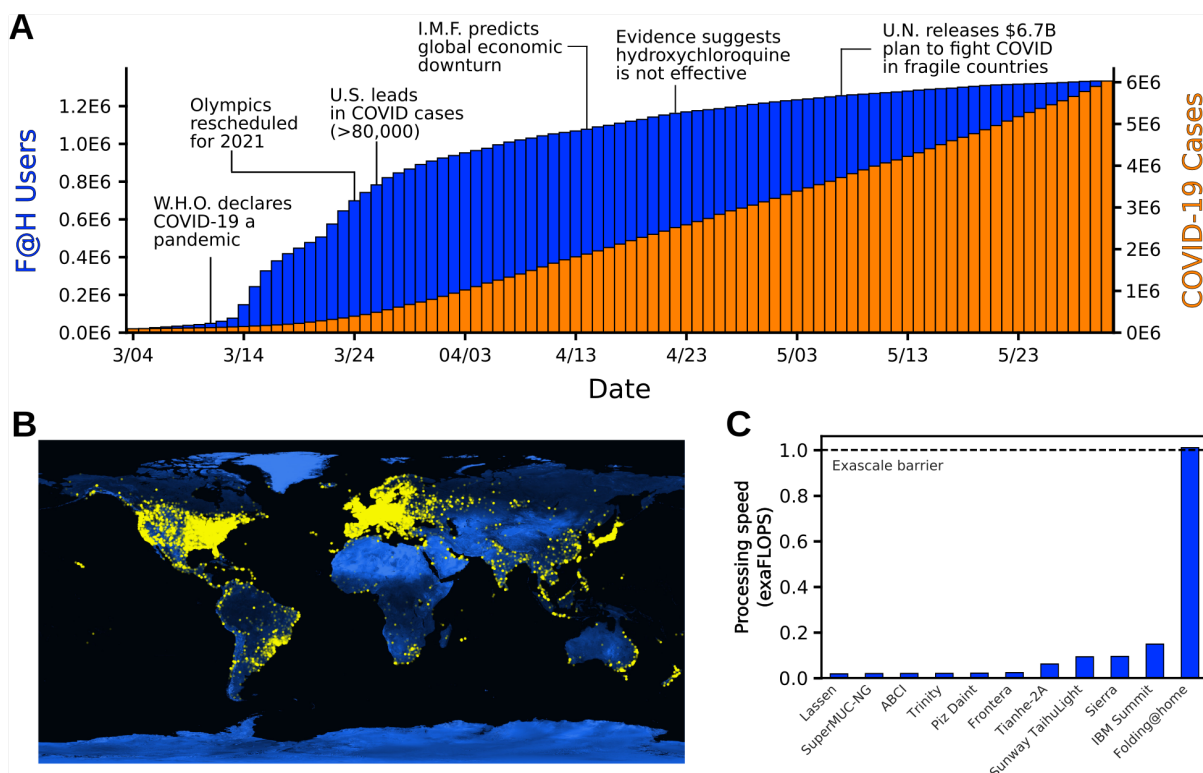 A
I.M.F. predicts
global economic
downturn
Evidence suggests
hydroxychloroquine
is not effective
U.N. releases $6.7B
plan to fight COVID
in fragile countries
Olympics
rescheduled
for 2021
U.S. leads
in COVID cases
(>80,000)
W.H.O. declares
COVID-19 a
pandemic
F@H Users
1.2E6
1.0E6
0.8E6
0.6E6
0.4E6
0.2E6
0.0E6
6E6
5E6
4E6
3E6
2E6
1E6
0E6
COVID-19 Cases
3/04
3/14
3/24
04/03
4/13
4/23
5/03
5/13
5/23
Date
B
C
Processing speed
(exaFLOPS)
1.0
0.8
0.6
0.4
0.2
0.0
Exascale barrier
Lassen
SuperMUC-NG
ABCI
Trinity
Piz Daint
Frontera
Tianhe-2A
Sunway TaihuLight
Sierra
IBM Summit
Folding@home